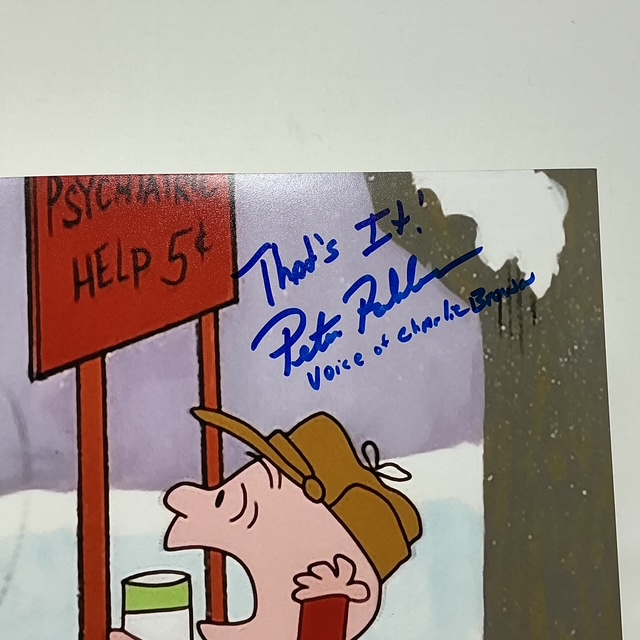 PSYCHIATRIC
HELP 5¢
That's It!
Peter Robbins
Voice of Charlie Brown